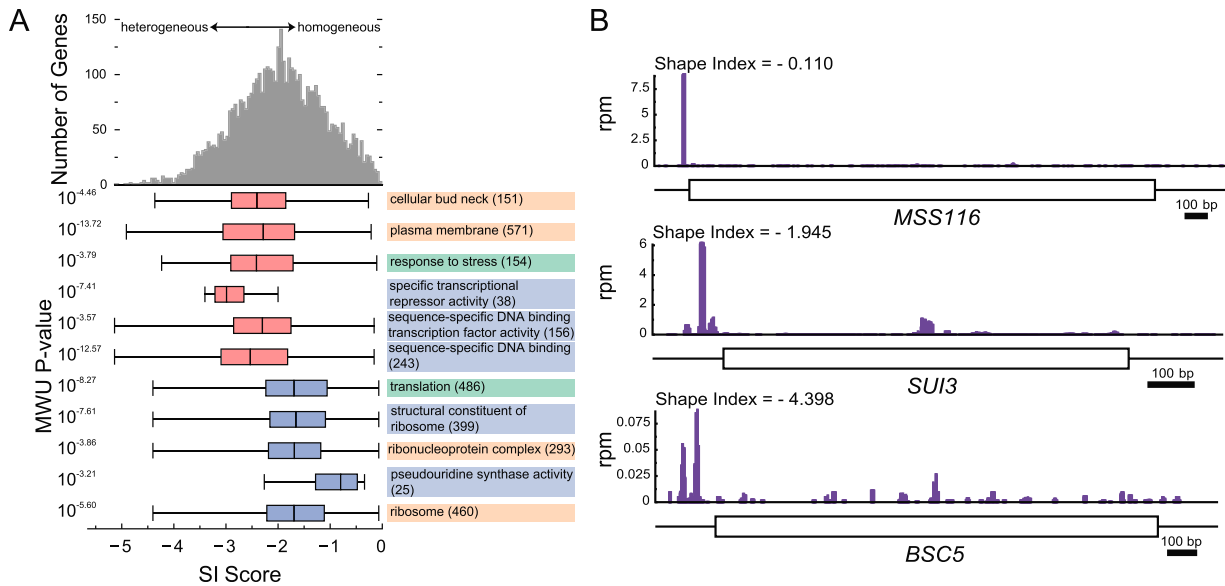 A
heterogeneous
homogeneous
Number of Genes
150
100
50
0
MWU P-value
10-4.46
cellular bud neck (151)
10-13.72
plasma membrane (571)
10-3.79
response to stress (154)
10-7.41
specific transcriptional
repressor activity (38)
10-3.57
sequence-specific DNA binding
transcription factor activity (156)
10-12.57
sequence-specific DNA binding
(243)
10-8.27
translation (486)
10-7.61
structural constituent of
ribosome (399)
10-3.86
ribonucleoprotein complex (293)
10-3.21
pseudouridine synthase activity
(25)
10-5.60
ribosome (460)
−5 −4 −3 −2 −1 0
SI Score
B
Shape Index = - 0.110
rpm
7.5
5
2.5
0
MSS116
100 bp
Shape Index = - 1.945
rpm
6
4
2
0
SUI3
100 bp
Shape Index = - 4.398
rpm
0.075
0.05
0.025
0
BSC5
100 bp